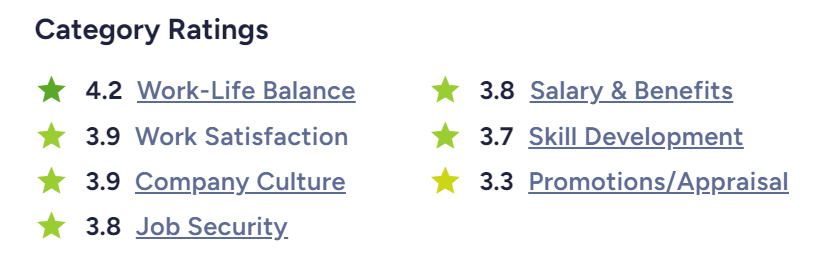 Category Ratings
4.2 Work-Life Balance
3.9 Work Satisfaction
3.9 Company Culture
3.8 Job Security
3.8 Salary & Benefits
3.7 Skill Development
3.3 Promotions/Appraisal